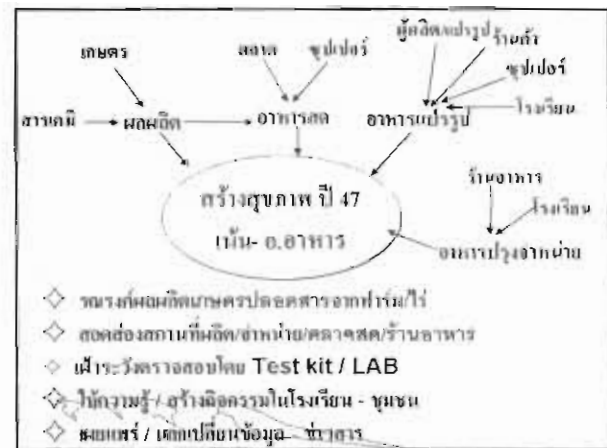 ผู้ผลิต/แปรรูป
ร้านค้า
เกษตร
ตลาด
ซุปเปอร์
ซุปเปอร์
สารเคมี
ผลผลิต
อาหารสด
อาหารแปรรูป
โรงเรียน
สร้างสุขภาพ ปี 47
เน้น- อ.อาหาร
ร้านอาหาร
โรงเรียน
อาหารปรุงจำหน่าย
รณรงค์ผลผลิตเกษตรปลอดสารจากฟาร์ม/ไร่
สอดส่องสถานที่ผลิต/จำหน่าย/ตลาดสด/ร้านอาหาร
เฝ้าระวังตรวจสอบโดย Test kit / LAB
ให้ความรู้ / สร้างกิจกรรมในโรงเรียน - ชุมชน
เผยแพร่ / แลกเปลี่ยนข้อมูล ข่าวสาร